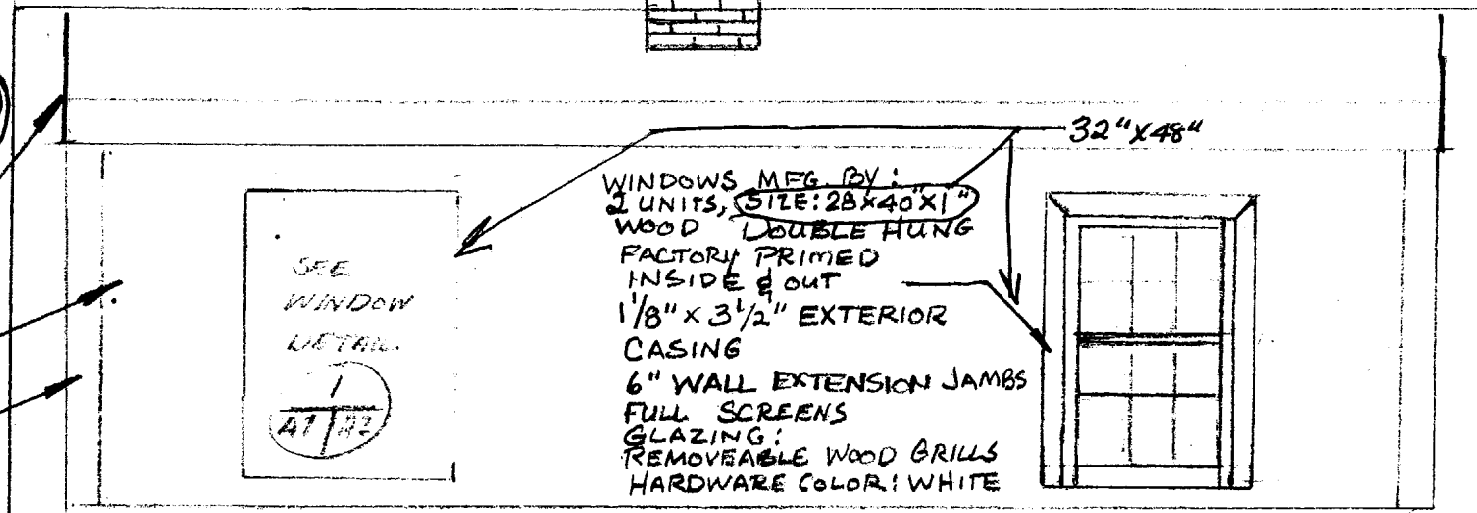 32"X48"
WINDOWS MFG. BY:
2 UNITS, SIZE: 28X40"X1"
WOOD DOUBLE HUNG
FACTORY PRIMED
INSIDE & OUT
1 1/8" X 3 1/2" EXTERIOR
CASING
6" WALL EXTENSION JAMBS
FULL SCREENS
GLAZING:
REMOVEABLE WOOD GRILLS
HARDWARE COLOR: WHITE
SEE
WINDOW
DETAIL
1
A1 A2